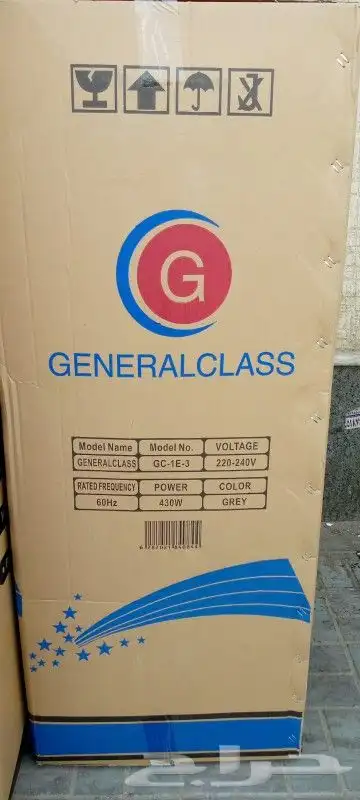 G
GENERALCLASS
Model Name Model No. VOLTAGE
GENERALCLASS GC-1E-3 220-240V
RATED FREQUENCY POWER COLOR
60Hz 430W GREY
حراج